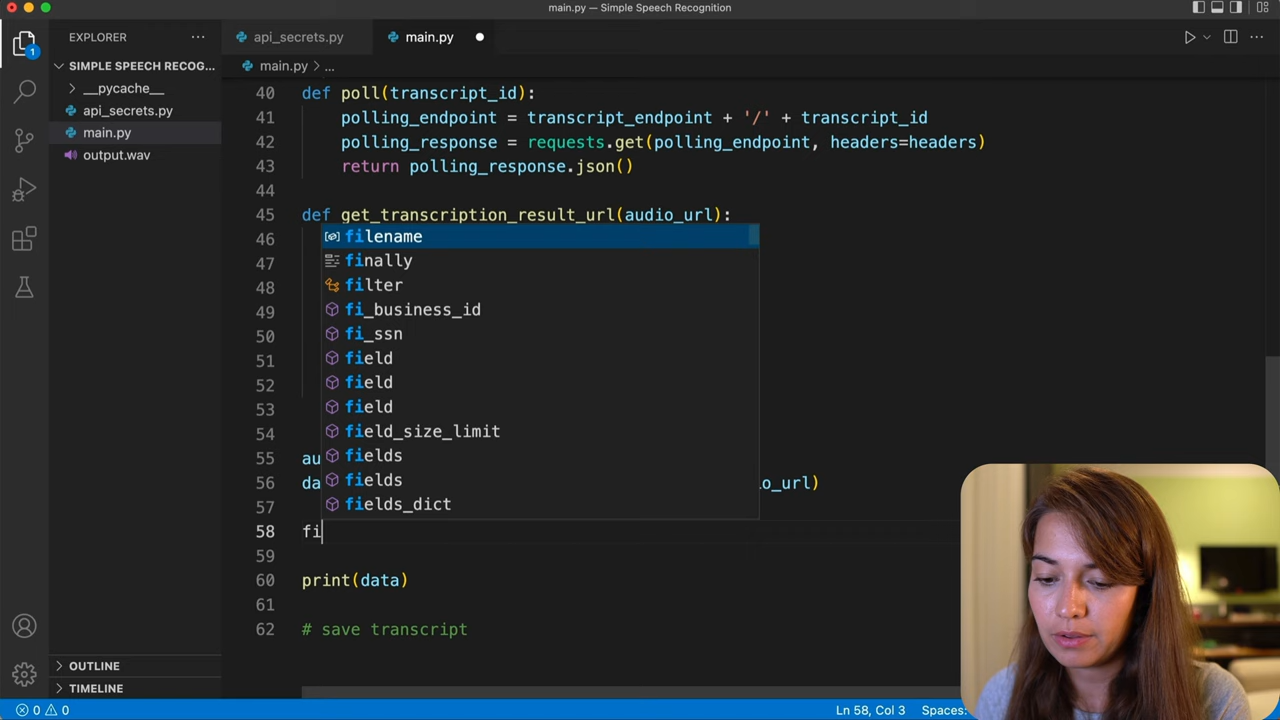 main.py — Simple Speech Recognition
EXPLORER
api_secrets.py
main.py
SIMPLE SPEECH RECOG...
__pycache__
api_secrets.py
main.py
output.wav
OUTLINE
TIMELINE
main.py > ...
40 def poll(transcript_id):
41 polling_endpoint = transcript_endpoint + '/' + transcript_id
42 polling_response = requests.get(polling_endpoint, headers=headers)
43 return polling_response.json()
44
45 def get_transcription_result_url(audio_url):
46
47
48
49
50
51
52
53
54
55 au
56 da o_url)
57
58 fi
59
60 print(data)
61
62 # save transcript
filename
finally
filter
fi_business_id
fi_ssn
field
field
field
field_size_limit
fields
fields
fields_dict
1
0 0
Ln 58, Col 3
Spaces: